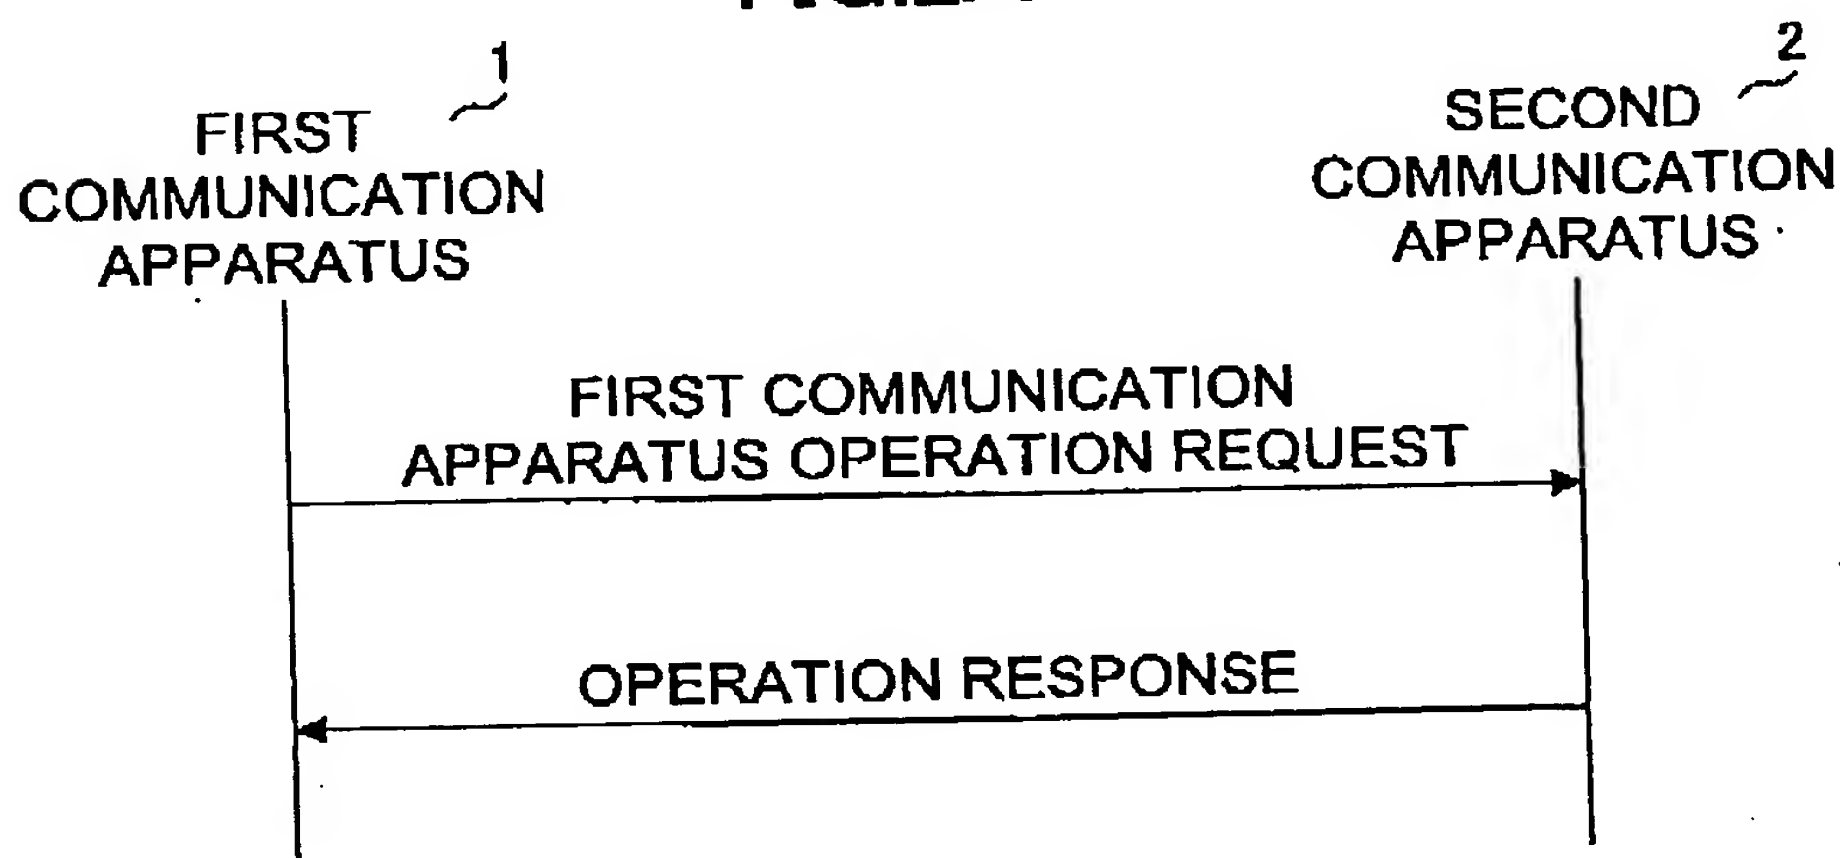 1
FIRST
COMMUNICATION
APPARATUS
2
SECOND
COMMUNICATION
APPARATUS
FIRST COMMUNICATION
APPARATUS OPERATION REQUEST
OPERATION RESPONSE